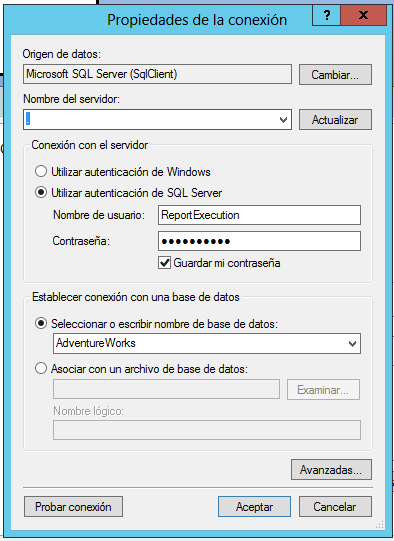 Propiedades de la conexión
?
x
Origen de datos:
Microsoft SQL Server (SqlClient)
Cambiar...
Nombre del servidor:
.
Actualizar
Conexión con el servidor
Utilizar autenticación de Windows
Utilizar autenticación de SQL Server
Nombre de usuario:
ReportExecution
Contraseña:
●●●●●●●●●●
Guardar mi contraseña
Establecer conexión con una base de datos
Seleccionar o escribir nombre de base de datos:
AdventureWorks
Asociar con un archivo de base de datos:
Examinar...
Nombre lógico:
Avanzadas...
Probar conexión
Aceptar
Cancelar